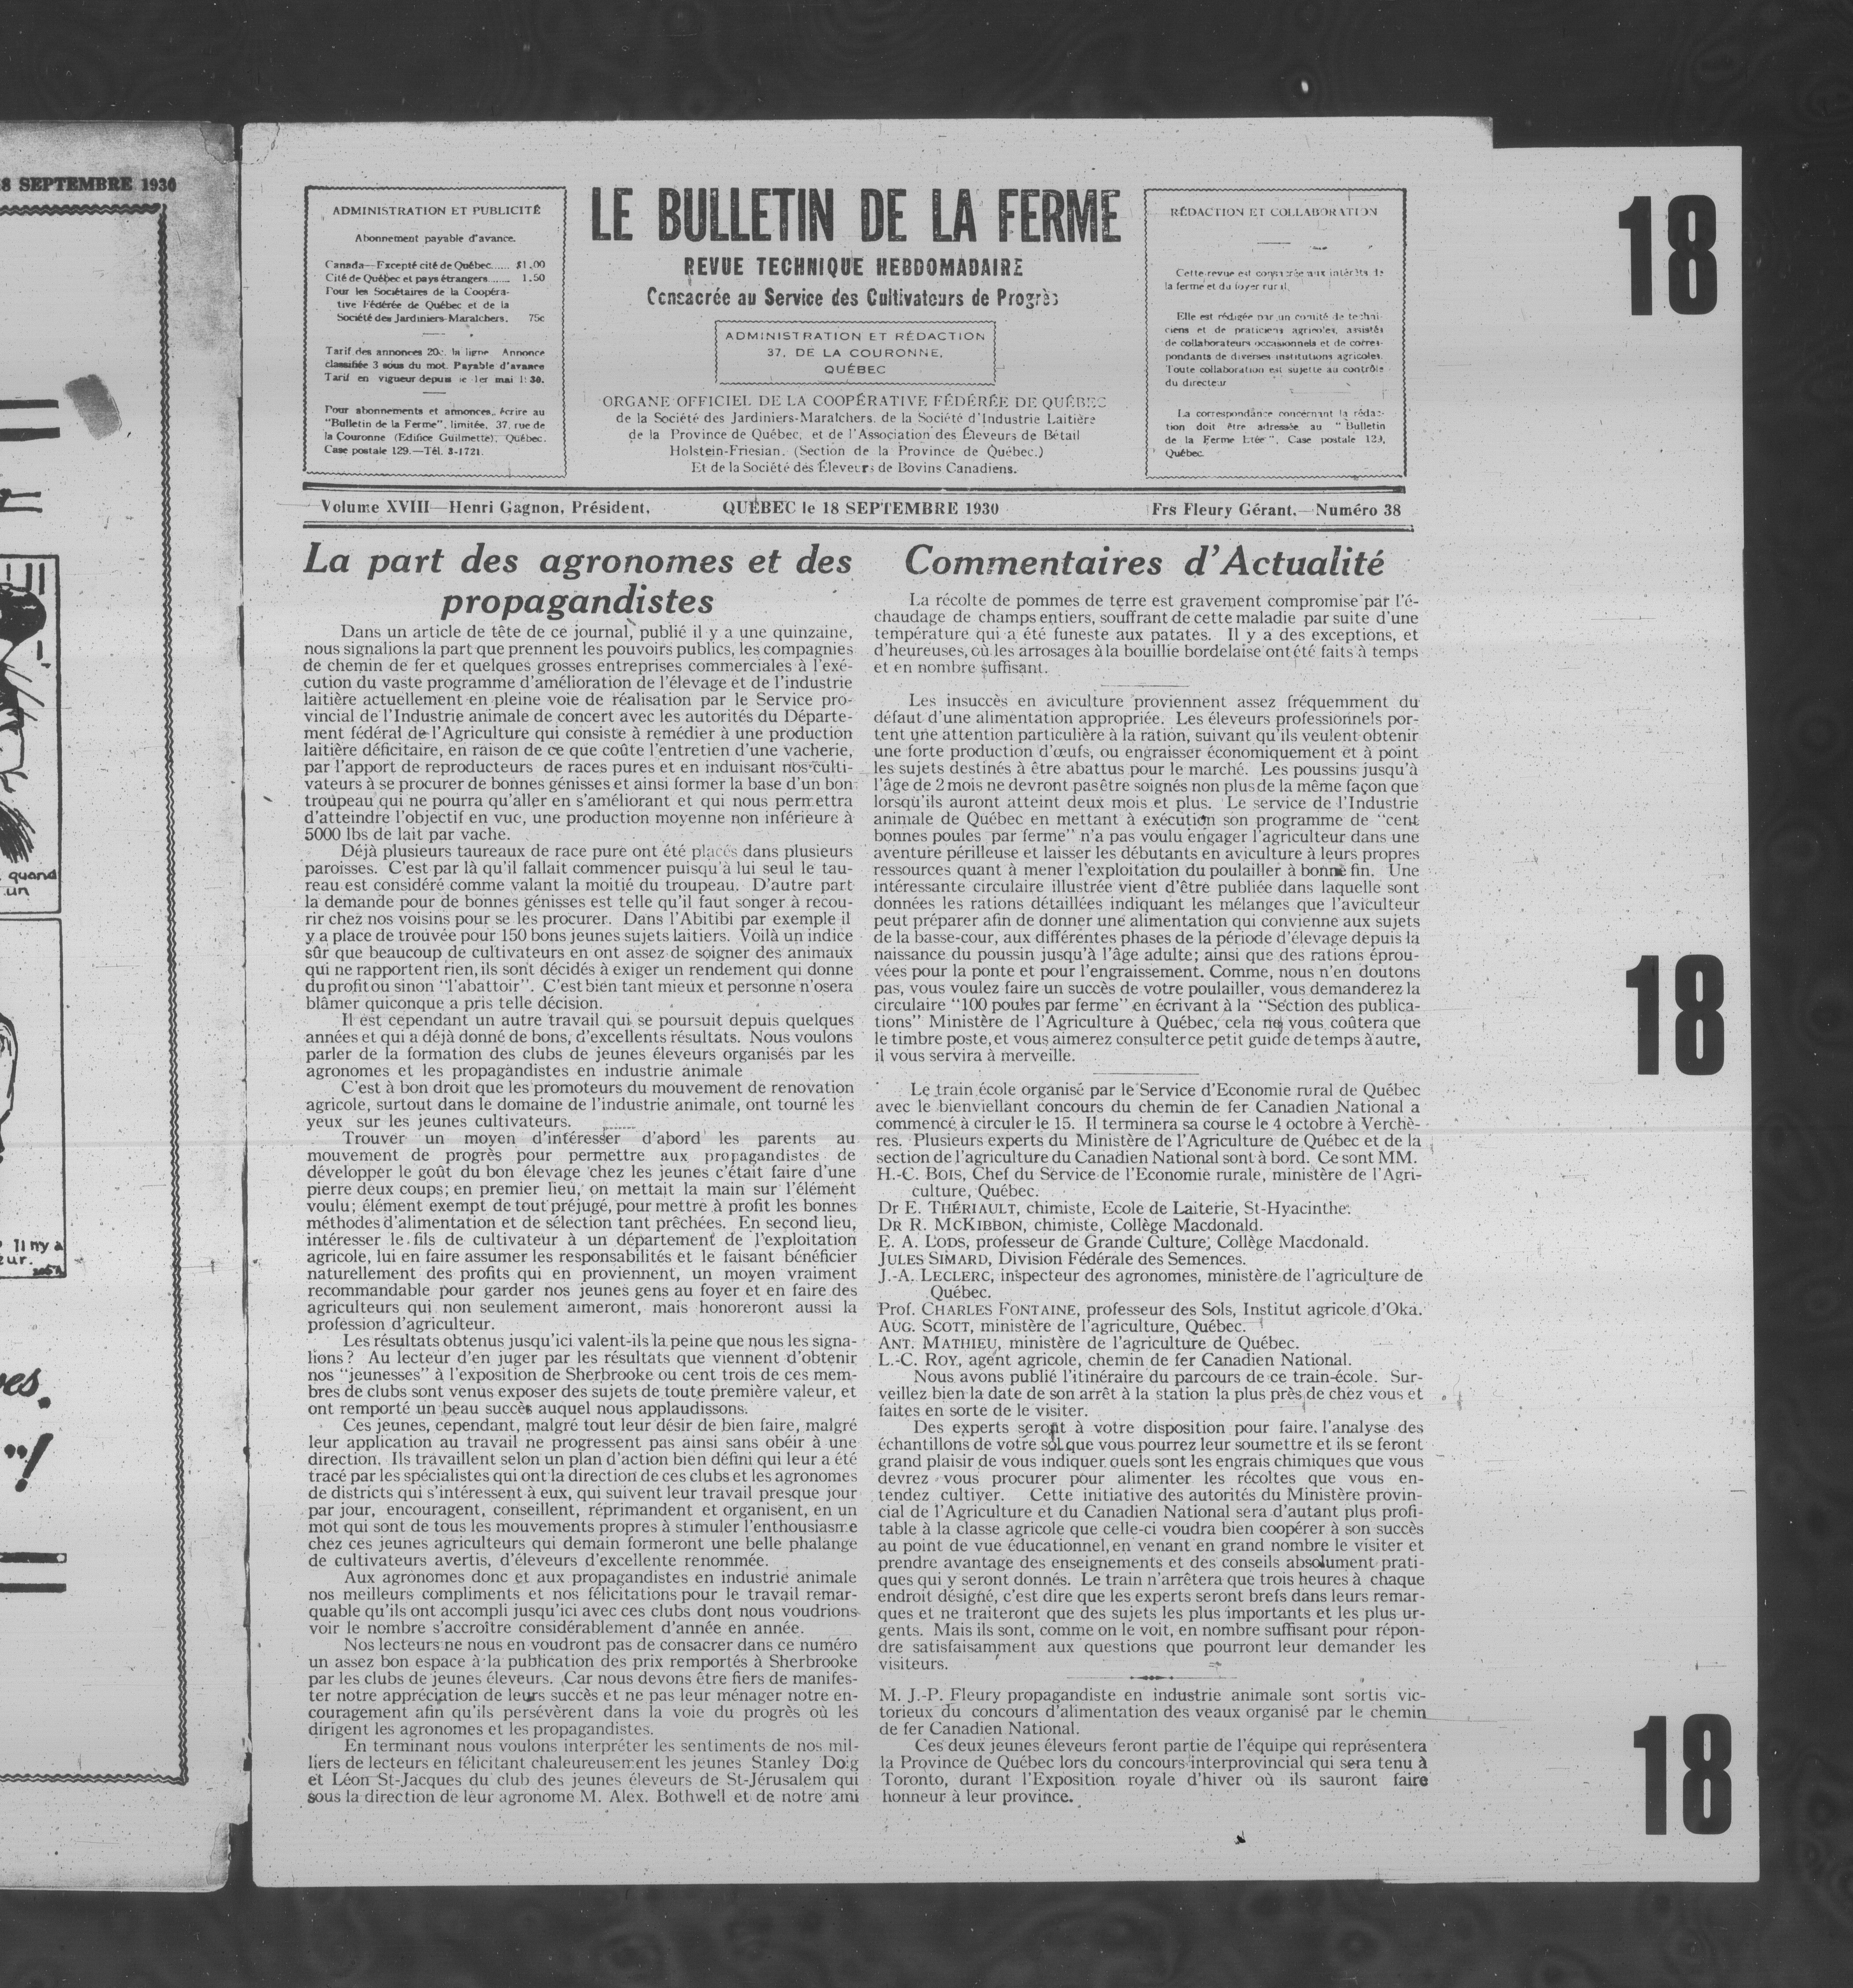 8 SEPTEMBRE 1930
quand
un
Il n'y a
eur.
es.
"!
ADMINISTRATION ET PUBLICITÉ
Abonnement payable d'avance.
Canada—Excepté cité de Québec...... $1.00
Cité de Québec et pays étrangers....... 1.50
Pour les Sociétaires de la Coopéra-
tive Fédérée de Québec et de la
Société des Jardiniers-Maraîchers. 75c
Tarif des annonces 20c. la ligne Annonce
classifiée 3 sous du mot. Payable d'avance
Tarif en vigueur depuis le 1er mai 1930.
Pour abonnements et annonces, écrire au
"Bulletin de la Ferme", limitée, 37, rue de
la Couronne (Edifice Guilmette), Québec.
Case postale 129.—Tél. 3-1721.
LE BULLETIN DE LA FERME
REVUE TECHNIQUE HEBDOMADAIRE
Consacrée au Service des Cultivateurs de Progrès
ADMINISTRATION ET RÉDACTION
37, DE LA COURONNE,
QUÉBEC
ORGANE OFFICIEL DE LA COOPÉRATIVE FÉDÉRÉE DE QUÉBEC
de la Société des Jardiniers-Maraîchers, de la Société d'Industrie Laitière
de la Province de Québec, et de l'Association des Éleveurs de Bétail
Holstein-Friesian. (Section de la Province de Québec.)
Et de la Société des Éleveurs de Bovins Canadiens.
RÉDACTION ET COLLABORATION
Cette revue est consacrée aux intérêts de
la ferme et du foyer rural.
Elle est rédigée par un comité de techni-
ciens et de praticiens agricoles, assistés
de collaborateurs occasionnels et de corres-
pondants de diverses institutions agricoles.
Toute collaboration est sujette au contrôle
du directeur
La correspondance concernant la rédac-
tion doit être adressée au "Bulletin
de la Ferme Ltée", Case postale 129,
Québec.
Volume XVIII—Henri Gagnon, Président. QUÉBEC le 18 SEPTEMBRE 1930 Frs Fleury Gérant.—Numéro 38
La part des agronomes et des
propagandistes
Dans un article de tête de ce journal, publié il y a une quinzaine,
nous signalions la part que prennent les pouvoirs publics, les compagnies
de chemin de fer et quelques grosses entreprises commerciales à l'exé-
cution du vaste programme d'amélioration de l'élevage et de l'industrie
laitière actuellement en pleine voie de réalisation par le Service pro-
vincial de l'Industrie animale de concert avec les autorités du Départe-
ment fédéral de l'Agriculture qui consiste à remédier à une production
laitière déficitaire, en raison de ce que coûte l'entretien d'une vacherie,
par l'apport de reproducteurs de races pures et en induisant nos culti-
vateurs à se procurer de bonnes génisses et ainsi former la base d'un bon
troupeau qui ne pourra qu'aller en s'améliorant et qui nous permettra
d'atteindre l'objectif en vue, une production moyenne non inférieure à
5000 lbs de lait par vache.
Déjà plusieurs taureaux de race pure ont été placés dans plusieurs
paroisses. C'est par là qu'il fallait commencer puisqu'à lui seul le tau-
reau est considéré comme valant la moitié du troupeau. D'autre part
la demande pour de bonnes génisses est telle qu'il faut songer à recou-
rir chez nos voisins pour se les procurer. Dans l'Abitibi par exemple il
y a place de trouvée pour 150 bons jeunes sujets laitiers. Voilà un indice
sûr que beaucoup de cultivateurs en ont assez de soigner des animaux
qui ne rapportent rien, ils sont décidés à exiger un rendement qui donne
du profit ou sinon "l'abattoir". C'est bien tant mieux et personne n'osera
blâmer quiconque a pris telle décision.
Il est cependant un autre travail qui se poursuit depuis quelques
années et qui a déjà donné de bons, d'excellents résultats. Nous voulons
parler de la formation des clubs de jeunes éleveurs organisés par les
agronomes et les propagandistes en industrie animale
C'est à bon droit que les promoteurs du mouvement de renovation
agricole, surtout dans le domaine de l'industrie animale, ont tourné les
yeux sur les jeunes cultivateurs.
Trouver un moyen d'intéresser d'abord les parents au
mouvement de progrès pour permettre aux propagandistes de
développer le goût du bon élevage chez les jeunes c'était faire d'une
pierre deux coups; en premier lieu, on mettait la main sur l'élément
voulu; élément exempt de tout préjugé, pour mettre à profit les bonnes
méthodes d'alimentation et de sélection tant prêchées. En second lieu,
intéresser le fils de cultivateur à un département de l'exploitation
agricole, lui en faire assumer les responsabilités et le faisant bénéficier
naturellement des profits qui en proviennent, un moyen vraiment
recommandable pour garder nos jeunes gens au foyer et en faire des
agriculteurs qui non seulement aimeront, mais honoreront aussi la
profession d'agriculteur.
Les résultats obtenus jusqu'ici valent-ils la peine que nous les signa-
lions? Au lecteur d'en juger par les résultats que viennent d'obtenir
nos "jeunesses" à l'exposition de Sherbrooke ou cent trois de ces mem-
bres de clubs sont venus exposer des sujets de toute première valeur, et
ont remporté un beau succès auquel nous applaudissons.
Ces jeunes, cependant, malgré tout leur désir de bien faire, malgré
leur application au travail ne progressent pas ainsi sans obéir à une
direction. Ils travaillent selon un plan d'action bien défini qui leur a été
tracé par les spécialistes qui ont la direction de ces clubs et les agronomes
de districts qui s'intéressent à eux, qui suivent leur travail presque jour
par jour, encouragent, conseillent, réprimandent et organisent, en un
mot qui sont de tous les mouvements propres à stimuler l'enthousiasme
chez ces jeunes agriculteurs qui demain formeront une belle phalange
de cultivateurs avertis, d'éleveurs d'excellente renommée.
Aux agronomes donc et aux propagandistes en industrie animale
nos meilleurs compliments et nos félicitations pour le travail remar-
quable qu'ils ont accompli jusqu'ici avec ces clubs dont nous voudrions
voir le nombre s'accroître considérablement d'année en année.
Nos lecteurs ne nous en voudront pas de consacrer dans ce numéro
un assez bon espace à la publication des prix remportés à Sherbrooke
par les clubs de jeunes éleveurs. Car nous devons être fiers de manifes-
ter notre appréciation de leurs succès et ne pas leur ménager notre en-
couragement afin qu'ils persévèrent dans la voie du progrès où les
dirigent les agronomes et les propagandistes.
En terminant nous voulons interpréter les sentiments de nos mil-
liers de lecteurs en félicitant chaleureusement les jeunes Stanley Doig
et Léon St-Jacques du club des jeunes éleveurs de St-Jérusalem qui
sous la direction de leur agronome M. Alex. Bothwell et de notre ami
Commentaires d'Actualité
La récolte de pommes de terre est gravement compromise par l'é-
chaudage de champs entiers, souffrant de cette maladie par suite d'une
température qui a été funeste aux patates. Il y a des exceptions, et
d'heureuses, où les arrosages à la bouillie bordelaise ont été faits à temps
et en nombre suffisant.
Les insuccès en aviculture proviennent assez fréquemment du
défaut d'une alimentation appropriée. Les éleveurs professionnels por-
tent une attention particulière à la ration, suivant qu'ils veulent obtenir
une forte production d'œufs, ou engraisser économiquement et à point
les sujets destinés à être abattus pour le marché. Les poussins jusqu'à
l'âge de 2 mois ne devront pas être soignés non plus de la même façon que
lorsqu'ils auront atteint deux mois et plus. Le service de l'Industrie
animale de Québec en mettant à exécution son programme de "cent
bonnes poules par ferme" n'a pas voulu engager l'agriculteur dans une
aventure périlleuse et laisser les débutants en aviculture à leurs propres
ressources quant à mener l'exploitation du poulailler à bonne fin. Une
intéressante circulaire illustrée vient d'être publiée dans laquelle sont
données les rations détaillées indiquant les mélanges que l'aviculteur
peut préparer afin de donner une alimentation qui convienne aux sujets
de la basse-cour, aux différentes phases de la période d'élevage depuis la
naissance du poussin jusqu'à l'âge adulte; ainsi que des rations éprou-
vées pour la ponte et pour l'engraissement. Comme, nous n'en doutons
pas, vous voulez faire un succès de votre poulailler, vous demanderez la
circulaire "100 poules par ferme" en écrivant à la "Section des publica-
tions" Ministère de l'Agriculture à Québec, cela ne vous coûtera que
le timbre poste, et vous aimerez consulter ce petit guide de temps à autre,
il vous servira à merveille.
Le train école organisé par le Service d'Economie rural de Québec
avec le bienviellant concours du chemin de fer Canadien National a
commencé à circuler le 15. Il terminera sa course le 4 octobre à Verchè-
res. Plusieurs experts du Ministère de l'Agriculture de Québec et de la
section de l'agriculture du Canadien National sont à bord. Ce sont MM.
H.-C. BOIS, Chef du Service de l'Economie rurale, ministère de l'Agri-
culture, Québec.
Dr E. THÉRIAULT, chimiste, Ecole de Laiterie, St-Hyacinthe.
DR R. MCKIBBON, chimiste, Collège Macdonald.
E. A. LODS, professeur de Grande Culture, Collège Macdonald.
JULES SIMARD, Division Fédérale des Semences.
J.-A. LECLERC, inspecteur des agronomes, ministère de l'agriculture de
Québec.
Prof. CHARLES FONTAINE, professeur des Sols, Institut agricole d'Oka.
AUG. SCOTT, ministère de l'agriculture, Québec.
ANT. MATHIEU, ministère de l'agriculture de Québec.
L.-C. ROY, agent agricole, chemin de fer Canadien National.
Nous avons publié l'itinéraire du parcours de ce train-école. Sur-
veillez bien la date de son arrêt à la station la plus près de chez vous et
faites en sorte de le visiter.
Des experts seront à votre disposition pour faire l'analyse des
échantillons de votre sol que vous pourrez leur soumettre et ils se feront
grand plaisir de vous indiquer quels sont les engrais chimiques que vous
devrez vous procurer pour alimenter les récoltes que vous en-
tendez cultiver. Cette initiative des autorités du Ministère provin-
cial de l'Agriculture et du Canadien National sera d'autant plus profi-
table à la classe agricole que celle-ci voudra bien coopérer à son succès
au point de vue éducationnel, en venant en grand nombre le visiter et
prendre avantage des enseignements et des conseils absolument prati-
ques qui y seront donnés. Le train n'arrêtera que trois heures à chaque
endroit désigné, c'est dire que les experts seront brefs dans leurs remar-
ques et ne traiteront que des sujets les plus importants et les plus ur-
gents. Mais ils sont, comme on le voit, en nombre suffisant pour répon-
dre satisfaisamment aux questions que pourront leur demander les
visiteurs.
M. J.-P. Fleury propagandiste en industrie animale sont sortis vic-
torieux du concours d'alimentation des veaux organisé par le chemin
de fer Canadien National.
Ces deux jeunes éleveurs feront partie de l'équipe qui représentera
la Province de Québec lors du concours interprovincial qui sera tenu à
Toronto, durant l'Exposition royale d'hiver où ils sauront faire
honneur à leur province.
18
18
18